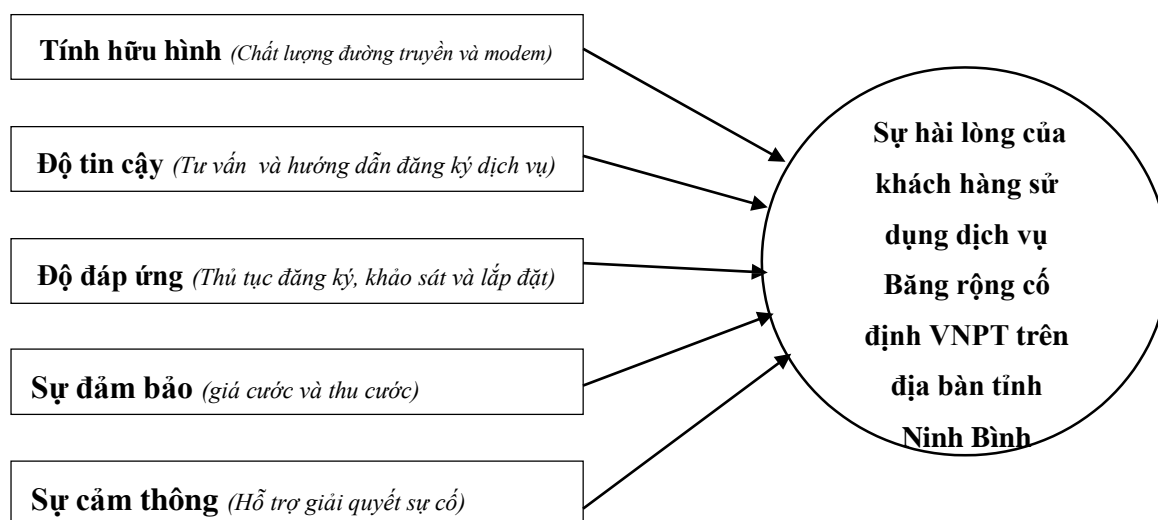 Tính hữu hình (Chất lượng đường truyền và modem)
Độ tin cậy (Tư vấn và hướng dẫn đăng ký dịch vụ)
Độ đáp ứng (Thủ tục đăng ký, khảo sát và lắp đặt)
Sự đảm bảo (giá cước và thu cước)
Sự cảm thông (Hỗ trợ giải quyết sự cố)
Sự hài lòng của
khách hàng sử
dụng dịch vụ
Băng rộng cố
định VNPT trên
địa bàn tỉnh
Ninh Bình